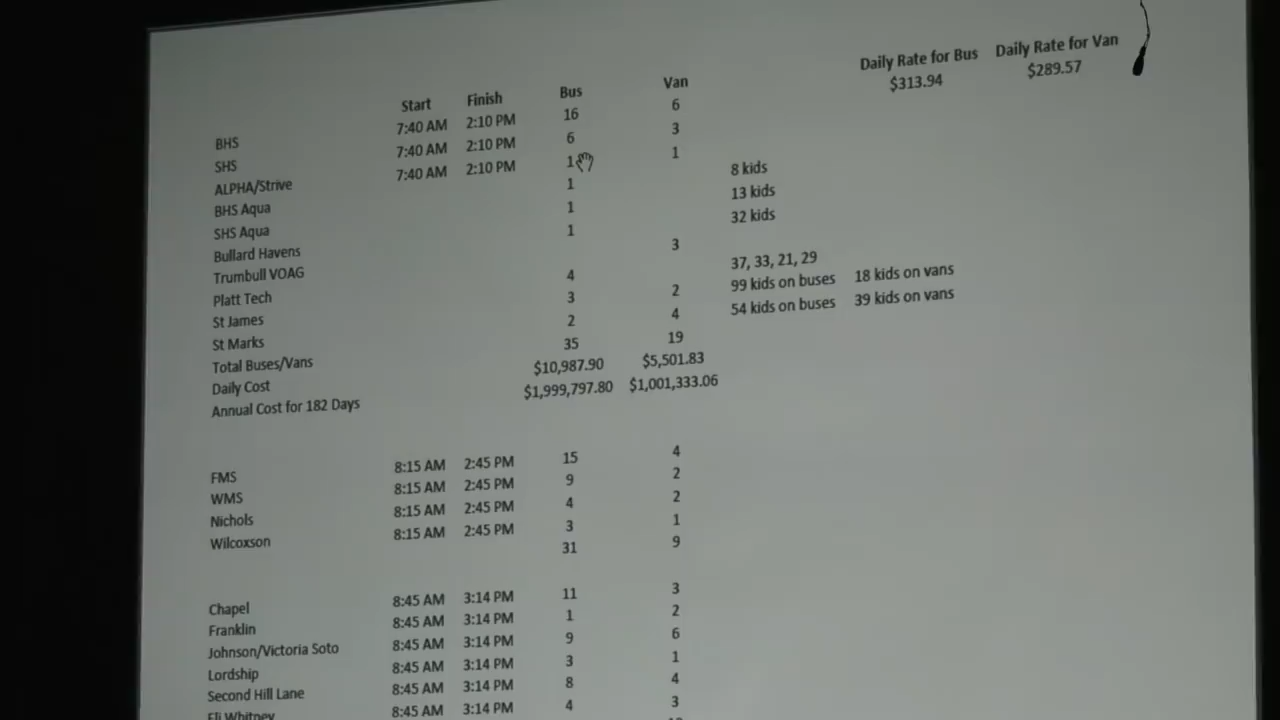 Start Finish Bus Van Daily Rate for Bus Daily Rate for Van
$313.94 $289.57
BHS 7:40 AM 2:10 PM 16 6
SHS 7:40 AM 2:10 PM 6 3
ALPHA/Strive 7:40 AM 2:10 PM 1 1
BHS Aqua 1 8 kids
SHS Aqua 1 13 kids
Bullard Havens 1 32 kids
Trumbull VOAG 3
Platt Tech 4 37, 33, 21, 29
St James 3 2 99 kids on buses 18 kids on vans
St Marks 2 4 54 kids on buses 39 kids on vans
Total Buses/Vans 35 19
Daily Cost $10,987.90 $5,501.83
Annual Cost for 182 Days $1,999,797.80 $1,001,333.06
FMS 8:15 AM 2:45 PM 15 4
WMS 8:15 AM 2:45 PM 9 2
Nichols 8:15 AM 2:45 PM 4 2
Wilcoxson 8:15 AM 2:45 PM 3 1
31 9
Chapel 8:45 AM 3:14 PM 11 3
Franklin 8:45 AM 3:14 PM 1 2
Johnson/Victoria Soto 8:45 AM 3:14 PM 9 6
Lordship 8:45 AM 3:14 PM 3 1
Second Hill Lane 8:45 AM 3:14 PM 8 4
Eli Whitney 8:45 AM 3:14 PM 4 3